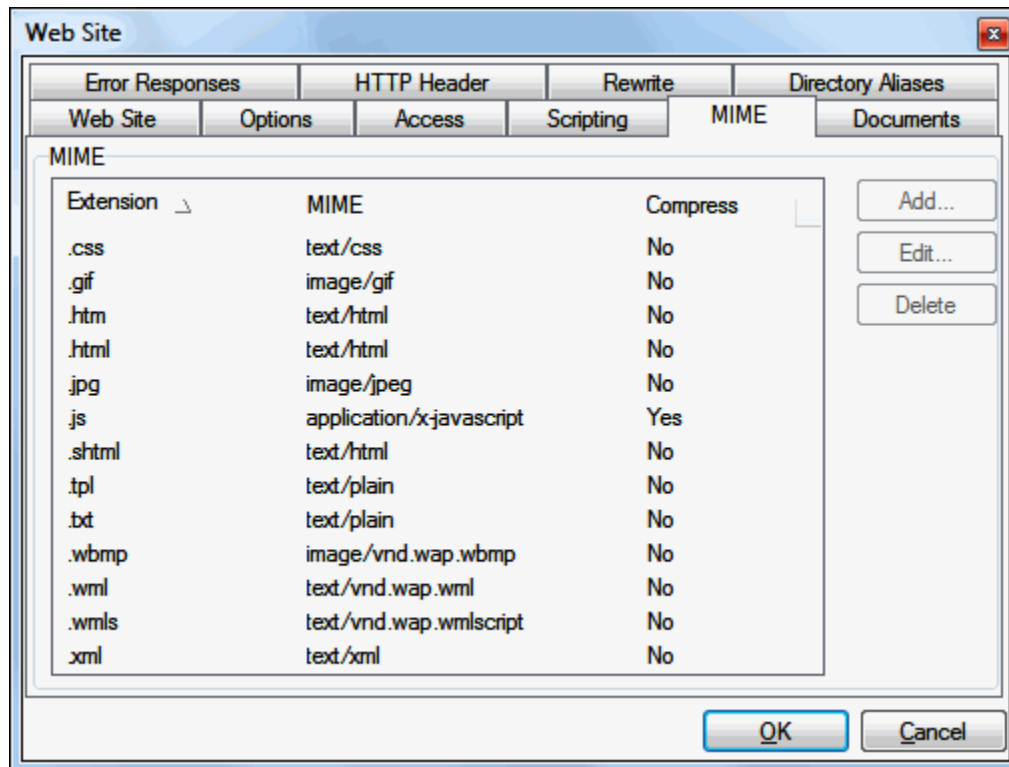 Web Site
Error Responses HTTP Header Rewrite Directory Aliases
Web Site Options Access Scripting MIME Documents
MIME
Extension MIME Compress Add...
.css text/css No
Edit...
.gif image/gif No
.htm text/html No
Delete
.html text/html No
.jpg image/jpeg No
.js application/x-javascript Yes
.shtml text/html No
.tpl text/plain No
.txt text/plain No
.wbmp image/vnd.wap.wbmp No
.wml text/vnd.wap.wml No
.wmls text/vnd.wap.wmlscript No
.xml text/xml No
OK Cancel